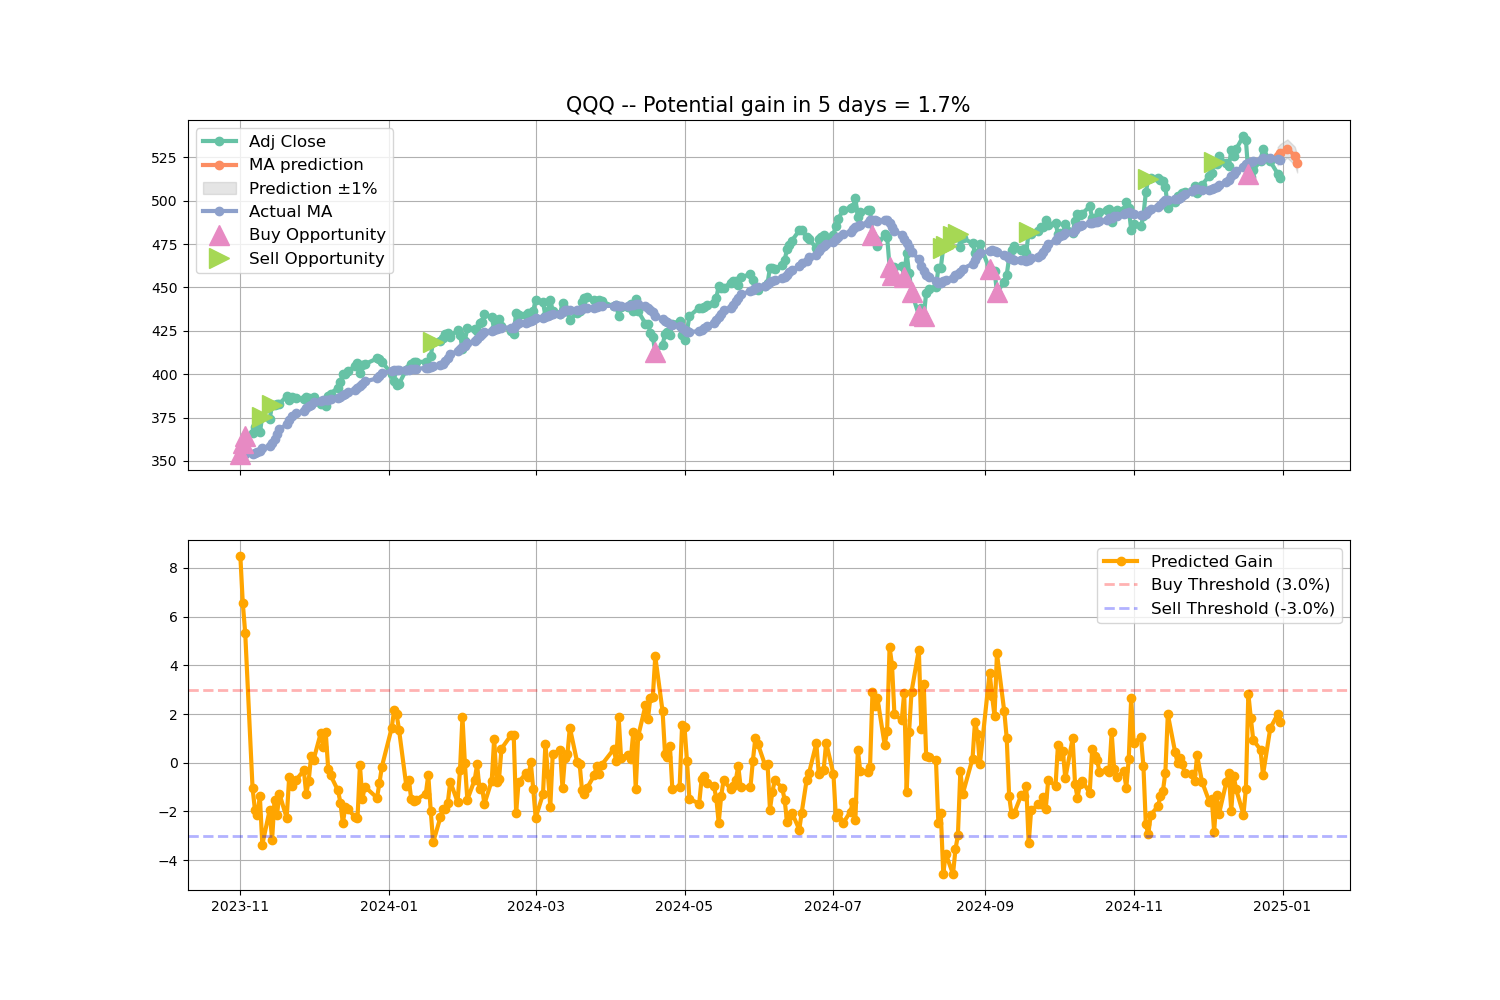 QQQ -- Potential gain in 5 days = 1.7%
Adj Close
MA prediction
Prediction ±1%
Actual MA
Buy Opportunity
Sell Opportunity
525
500
475
450
425
400
375
350
Predicted Gain
Buy Threshold (3.0%)
Sell Threshold (-3.0%)
8
6
4
2
0
−2
−4
2023-11
2024-01
2024-03
2024-05
2024-07
2024-09
2024-11
2025-01